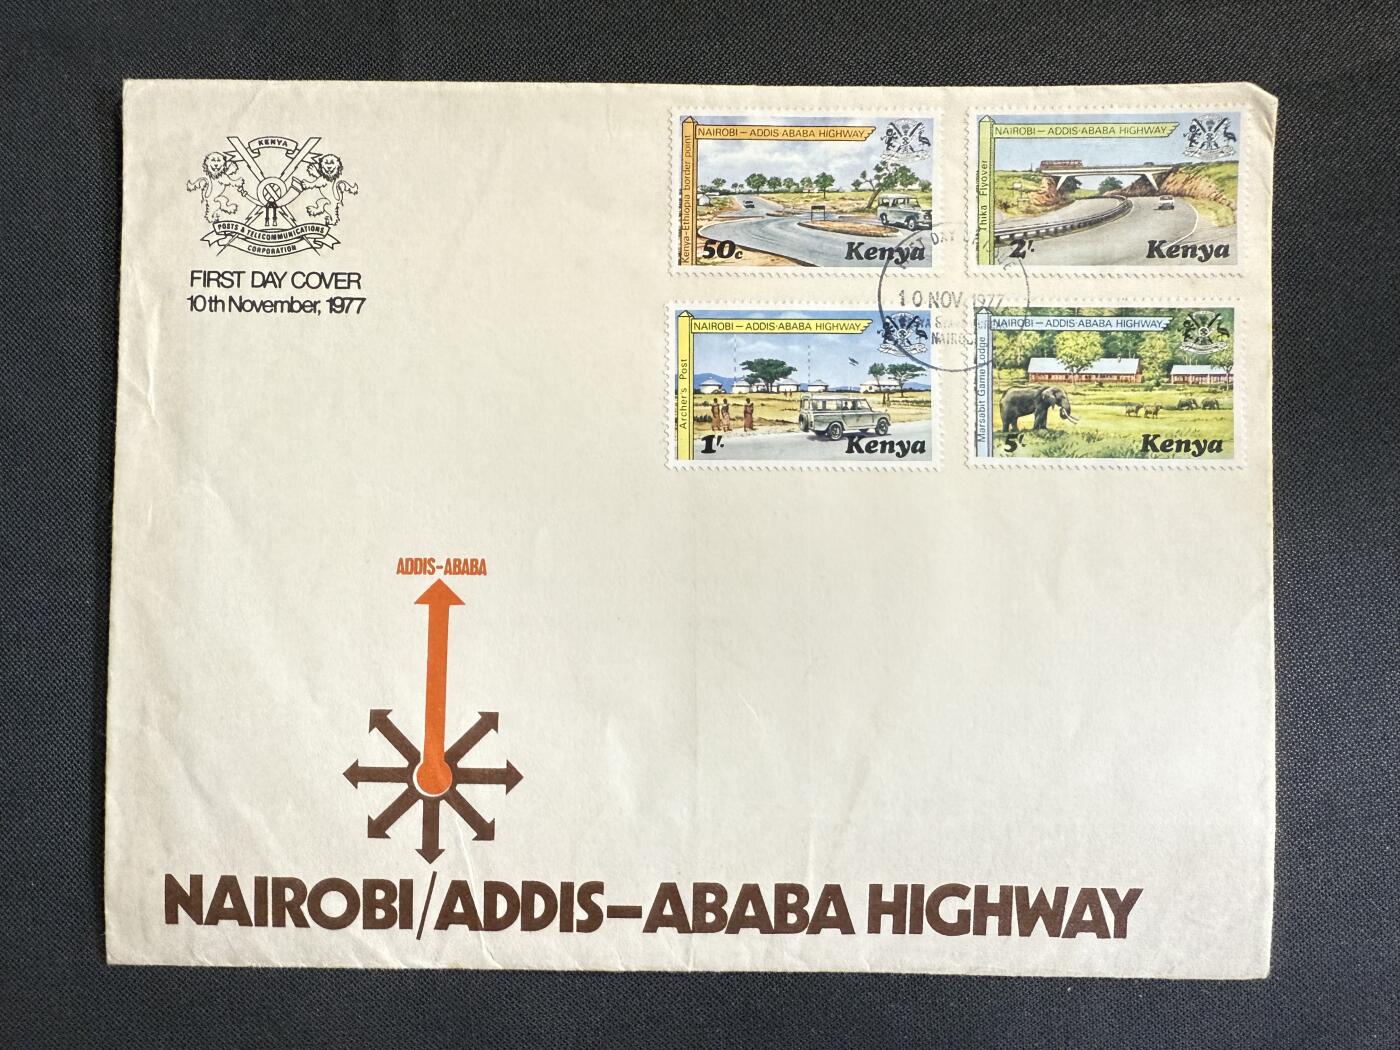 KENYA
POSTS & TELECOMMUNICATIONS
CORPORATION
FIRST DAY COVER
10th November, 1977
NAIROBI – ADDIS-ABABA HIGHWAY
Kenya-Ethiopia border point
50c
Kenya
NAIROBI – ADDIS-ABABA HIGHWAY
Thika Flyover
2/-
Kenya
10 NOV 1977
NAIROBI
NAIROBI – ADDIS-ABABA HIGHWAY
Archer's Post
1/-
Kenya
NAIROBI – ADDIS-ABABA HIGHWAY
Marsabit Game Lodge
5/-
Kenya
ADDIS-ABABA
NAIROBI/ADDIS-ABABA HIGHWAY